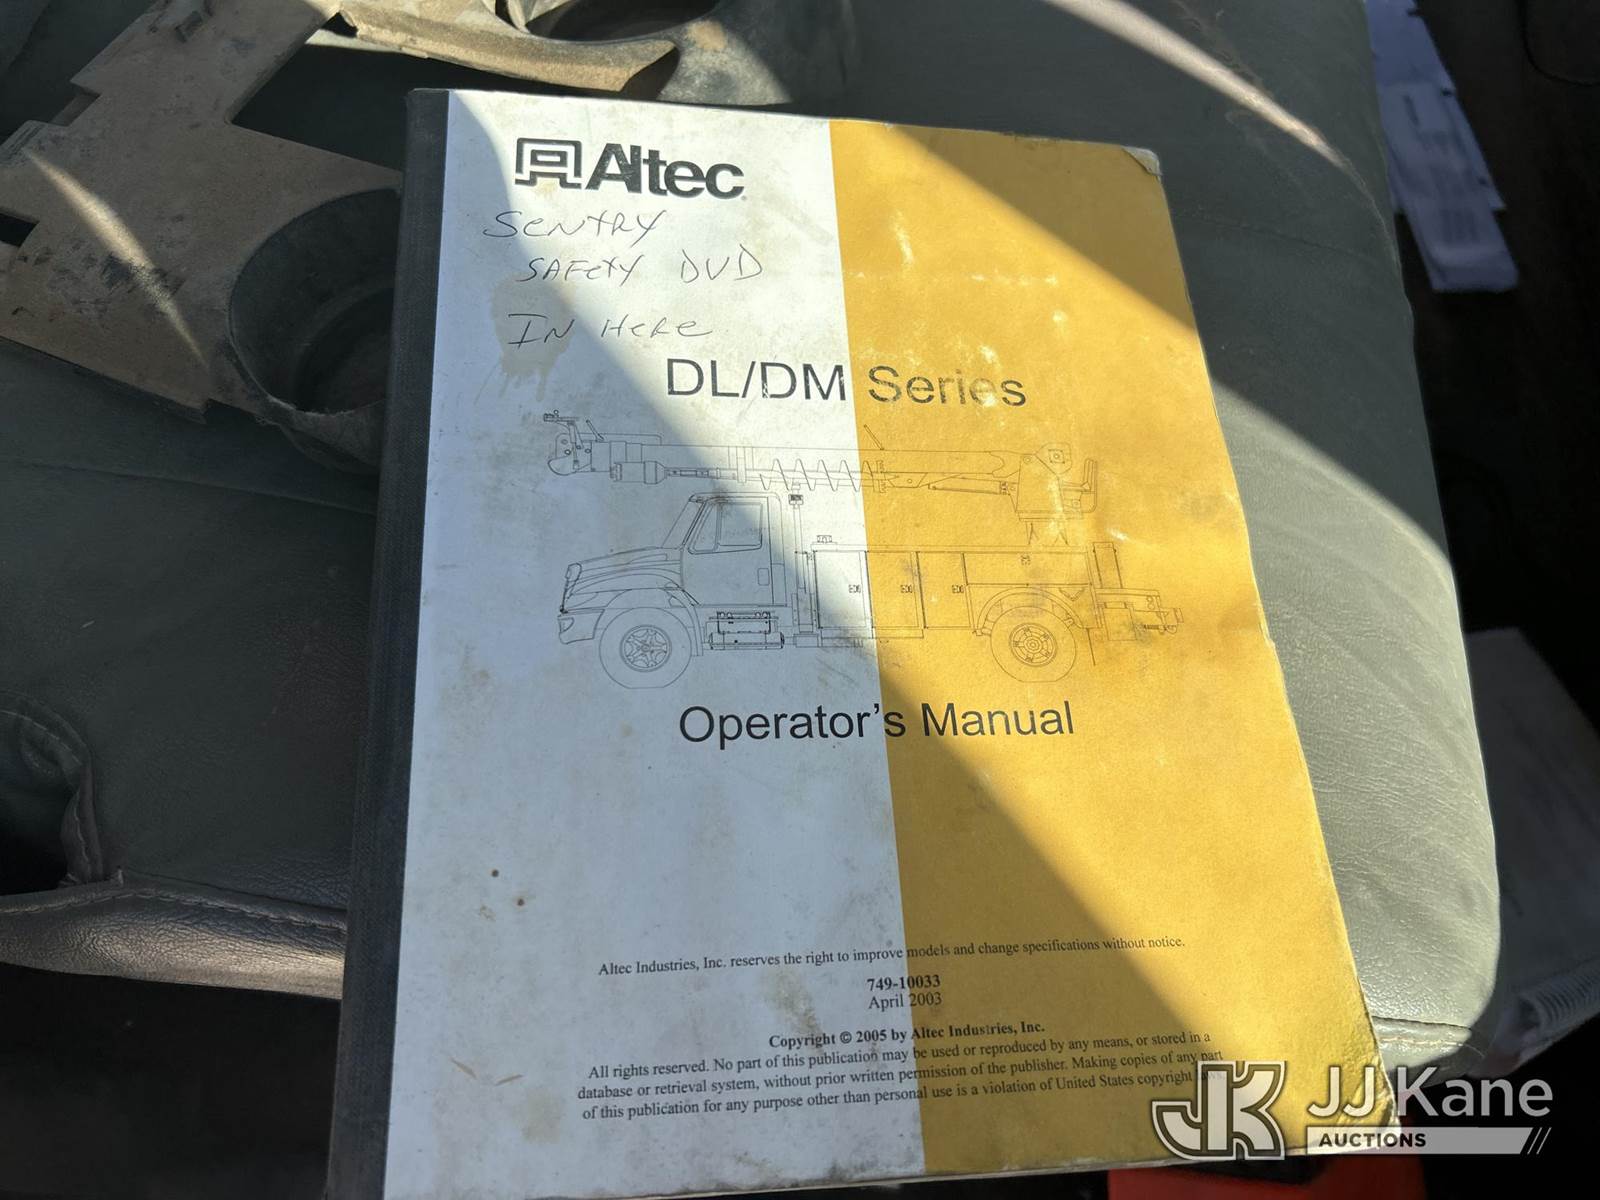 Altec
Sentry
Safety DVD
In Here
DL/DM Series
Operator's Manual
Altec Industries, Inc. reserves the right to improve models and change specifications without notice.
749-10033
April 2003
Copyright © 2005 by Altec Industries, Inc.
All rights reserved. No part of this publication may be used or reproduced by any means, or stored in a
database or retrieval system, without prior written permission of the publisher. Making copies of any part
of this publication for any purpose other than personal use is a violation of United States copyright laws.
JK JJ Kane
AUCTIONS